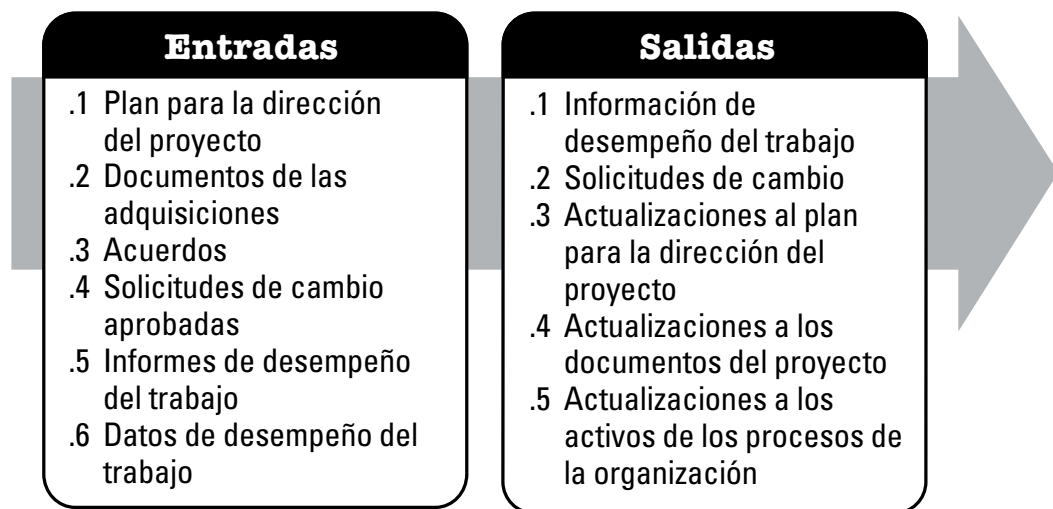 Entradas
.1 Plan para la dirección
del proyecto
.2 Documentos de las
adquisiciones
.3 Acuerdos
.4 Solicitudes de cambio
aprobadas
.5 Informes de desempeño
del trabajo
.6 Datos de desempeño del
trabajo
Salidas
.1 Información de
desempeño del trabajo
.2 Solicitudes de cambio
.3 Actualizaciones al plan
para la dirección del
proyecto
.4 Actualizaciones a los
documentos del proyecto
.5 Actualizaciones a los
activos de los procesos de
la organización